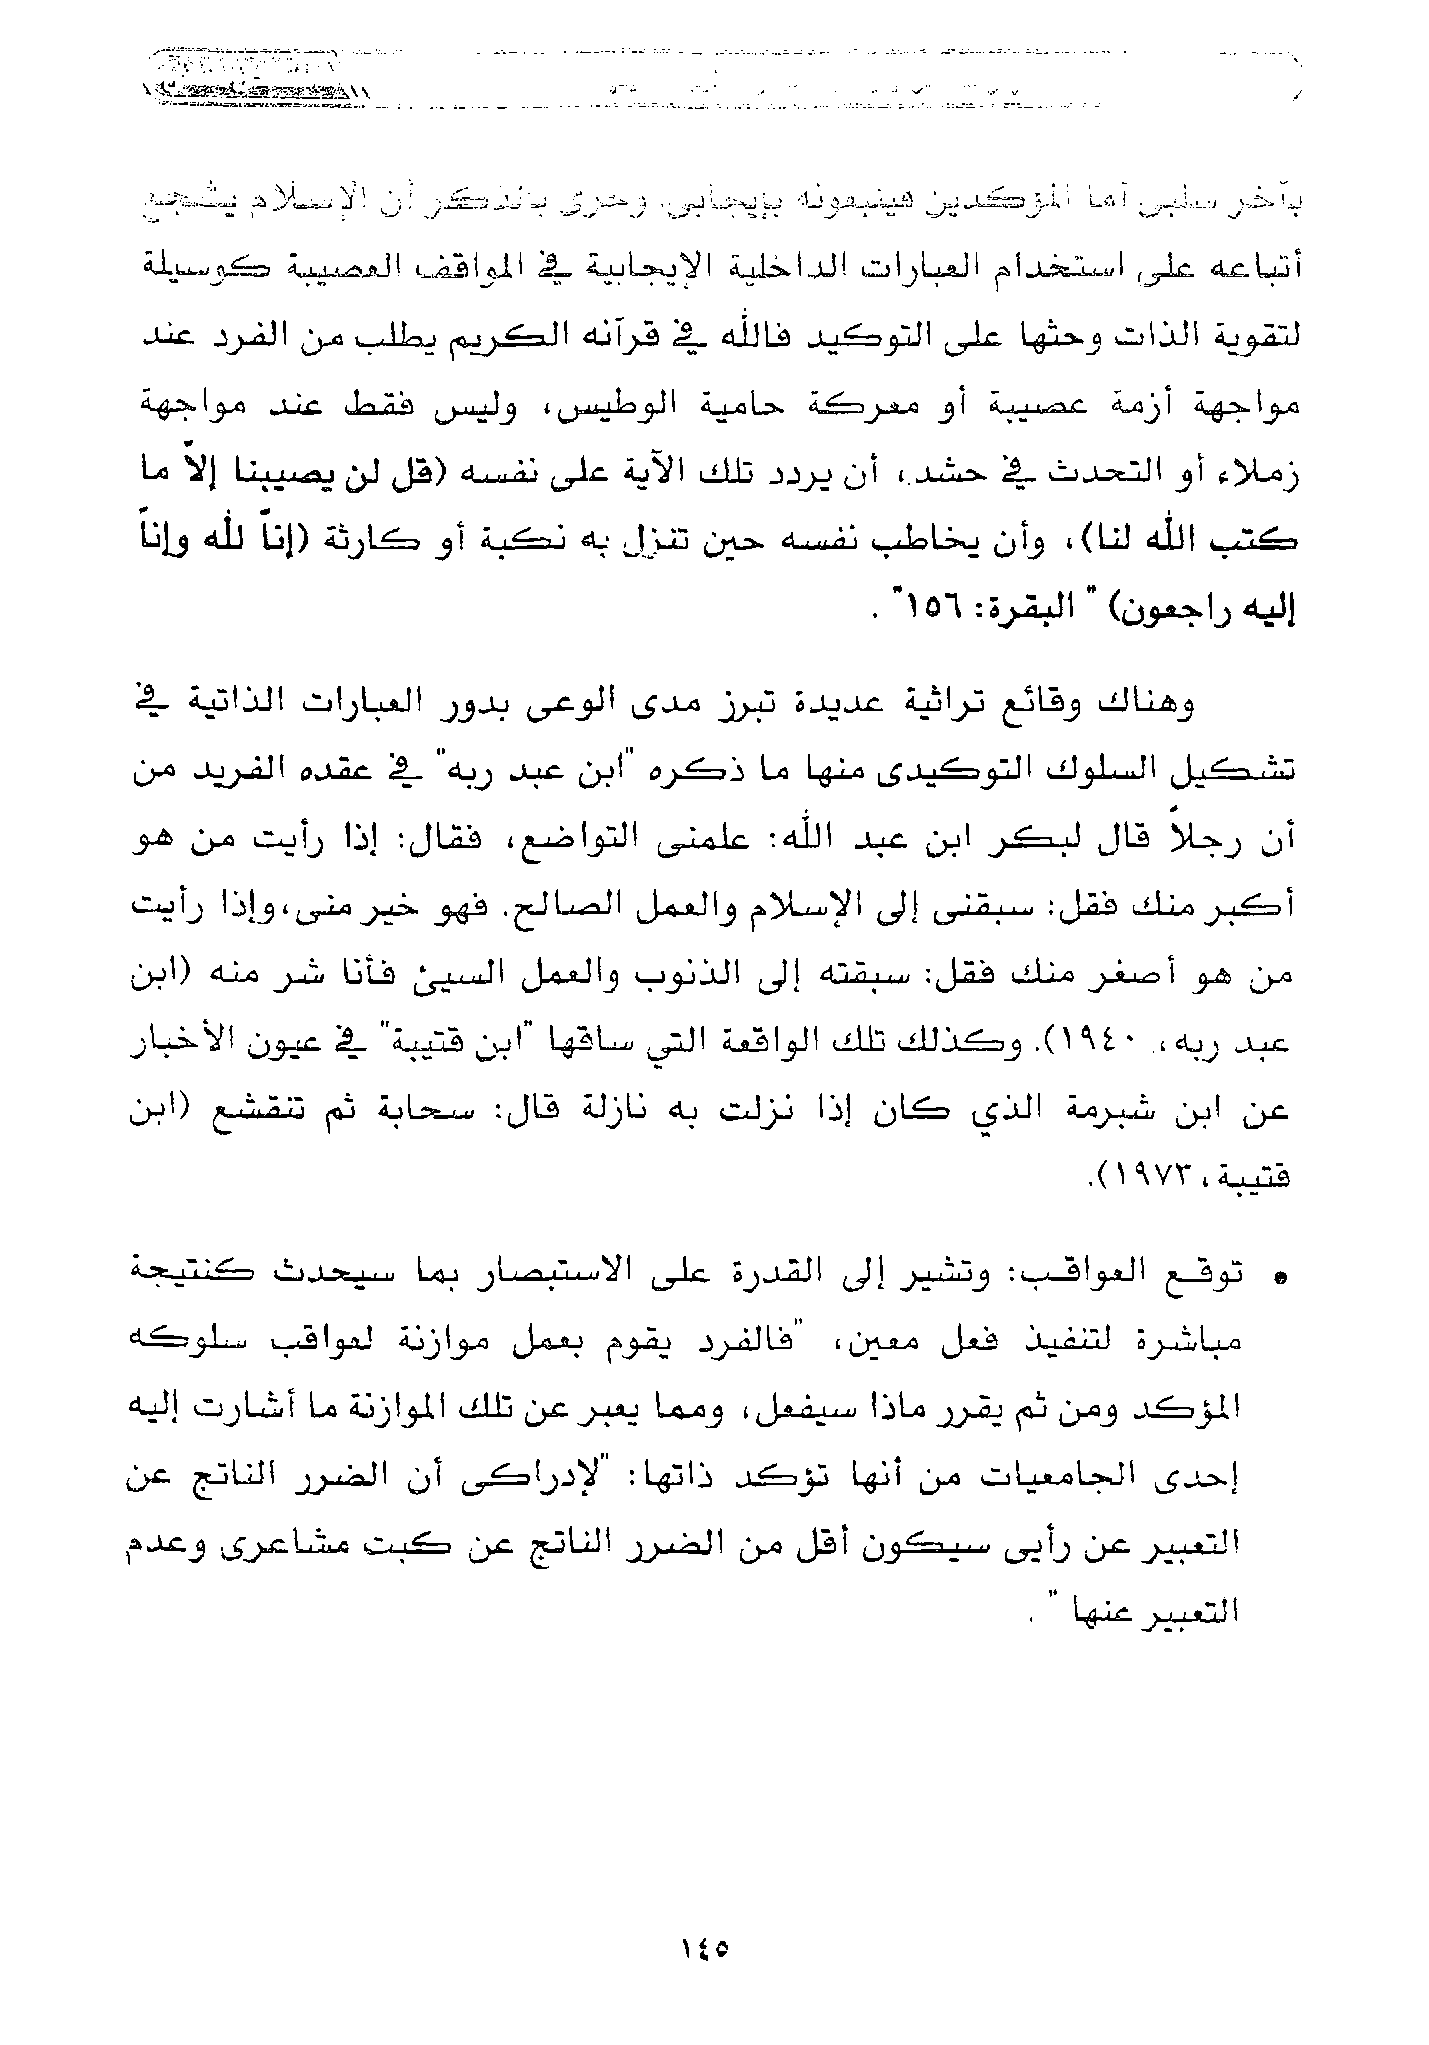 بآخر سلبى أما المؤكدين فيتبعونه بإيجابى، وحرى بالذكر أن الإسلام يشجع
أتباعه على استخدام العبارات الداخلية الإيجابية في المواقف العصيبة كوسيلة
لتقوية الذات وحثها على التوكيد فالله في قرآنه الكريم يطلب من الفرد عند
مواجهة أزمة عصيبة أو معركة حامية الوطيس، وليس فقط عند مواجهة
زملاء أو التحدث في حشد، أن يردد تلك الآية على نفسه (قل لن يصيبنا إلاّ ما
كتب الله لنا)، وأن يخاطب نفسه حين تنزل به نكبة أو كارثة (إناّ لله وإناّ
إليه راجعون) " البقرة: ١٥٦" .
وهناك وقائع تراثية عديدة تبرز مدى الوعى بدور العبارات الذاتية في
تشكيل السلوك التوكيدى منها ما ذكره "ابن عبد ربه" في عقده الفريد من
أن رجلاً قال لبكر ابن عبد الله: علمنى التواضع، فقال: إذا رأيت من هو
أكبر منك فقل: سبقنى إلى الإسلام والعمل الصالح. فهو خير منى، وإذا رأيت
من هو أصغر منك فقل: سبقته إلى الذنوب والعمل السيئ فأنا شر منه (ابن
عبد ربه، ١٩٤٠). وكذلك تلك الواقعة التي ساقها "ابن قتيبة" في عيون الأخبار
عن ابن شبرمة الذي كان إذا نزلت به نازلة قال: سحابة ثم تنقشع (ابن
قتيبة، ١٩٧٣).
• توقع العواقب: وتشير إلى القدرة على الاستبصار بما سيحدث كنتيجة
مباشرة لتنفيذ فعل معين، "فالفرد يقوم بعمل موازنة لعواقب سلوكه
المؤكد ومن ثم يقرر ماذا سيفعل، ومما يعبر عن تلك الموازنة ما أشارت إليه
إحدى الجامعيات من أنها تؤكد ذاتها: "لإدراكى أن الضرر الناتج عن
التعبير عن رأيى سيكون أقل من الضرر الناتج عن كبت مشاعرى وعدم
التعبير عنها " .
١٤٥